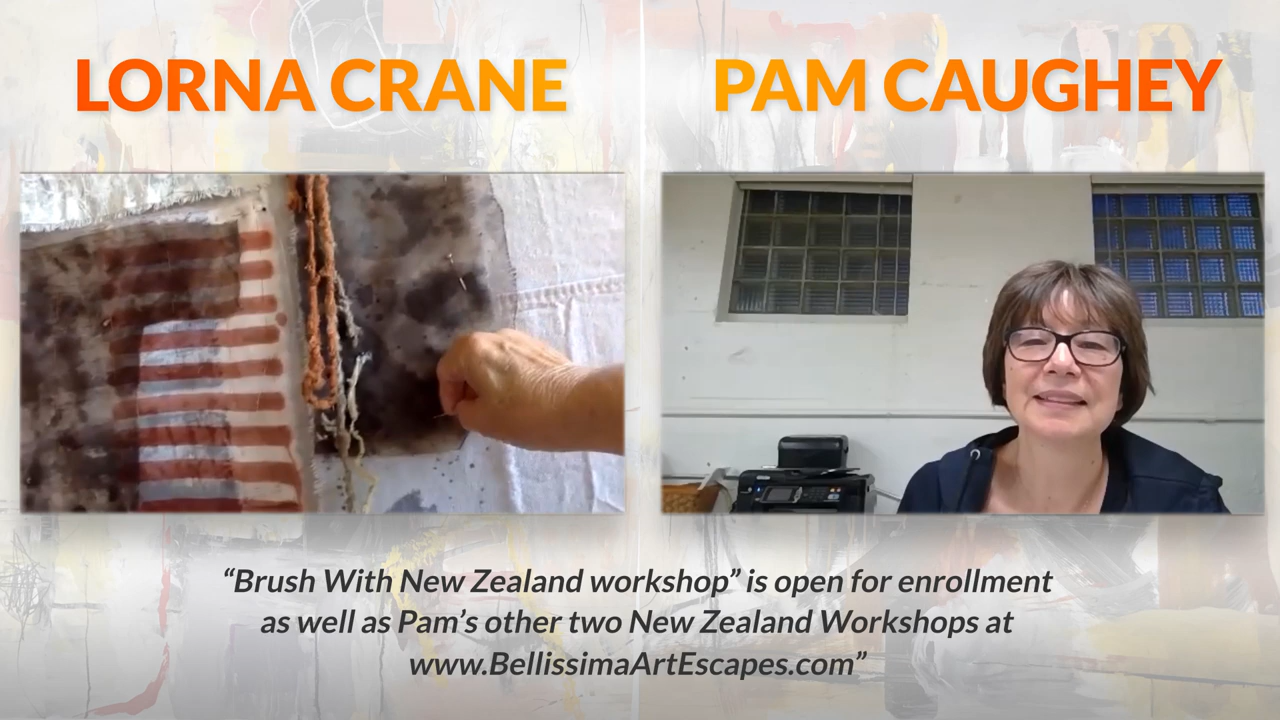 LORNA CRANE
PAM CAUGHEY
“Brush With New Zealand workshop” is open for enrollment
as well as Pam’s other two New Zealand Workshops at
www.BellissimaArtEscapes.com”